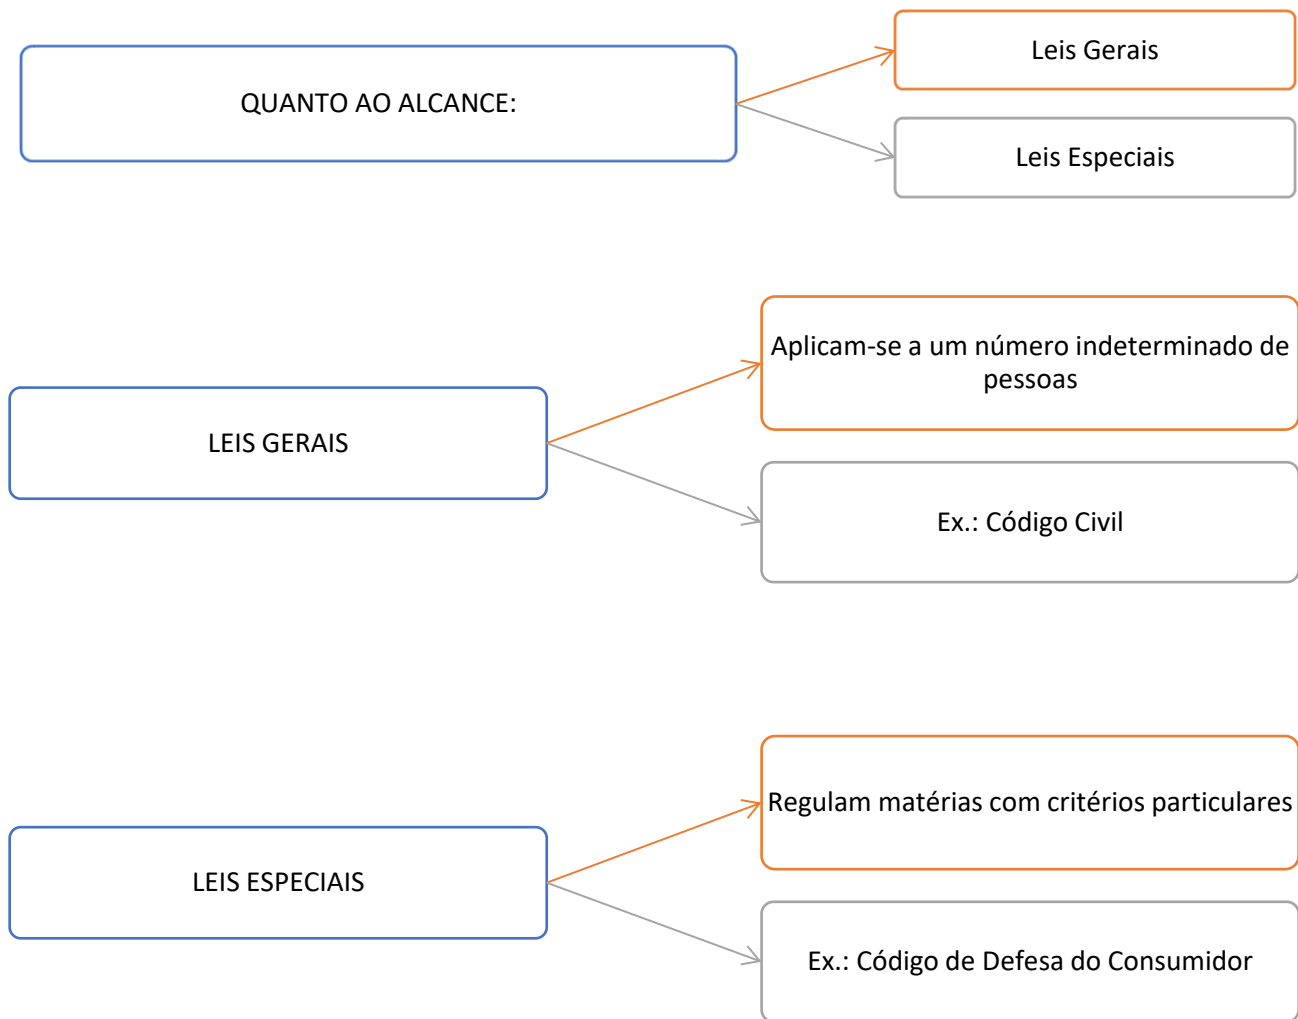 QUANTO AO ALCANCE:
Leis Gerais
Leis Especiais
LEIS GERAIS
Aplicam-se a um número indeterminado de
pessoas
Ex.: Código Civil
LEIS ESPECIAIS
Regulam matérias com critérios particulares
Ex.: Código de Defesa do Consumidor